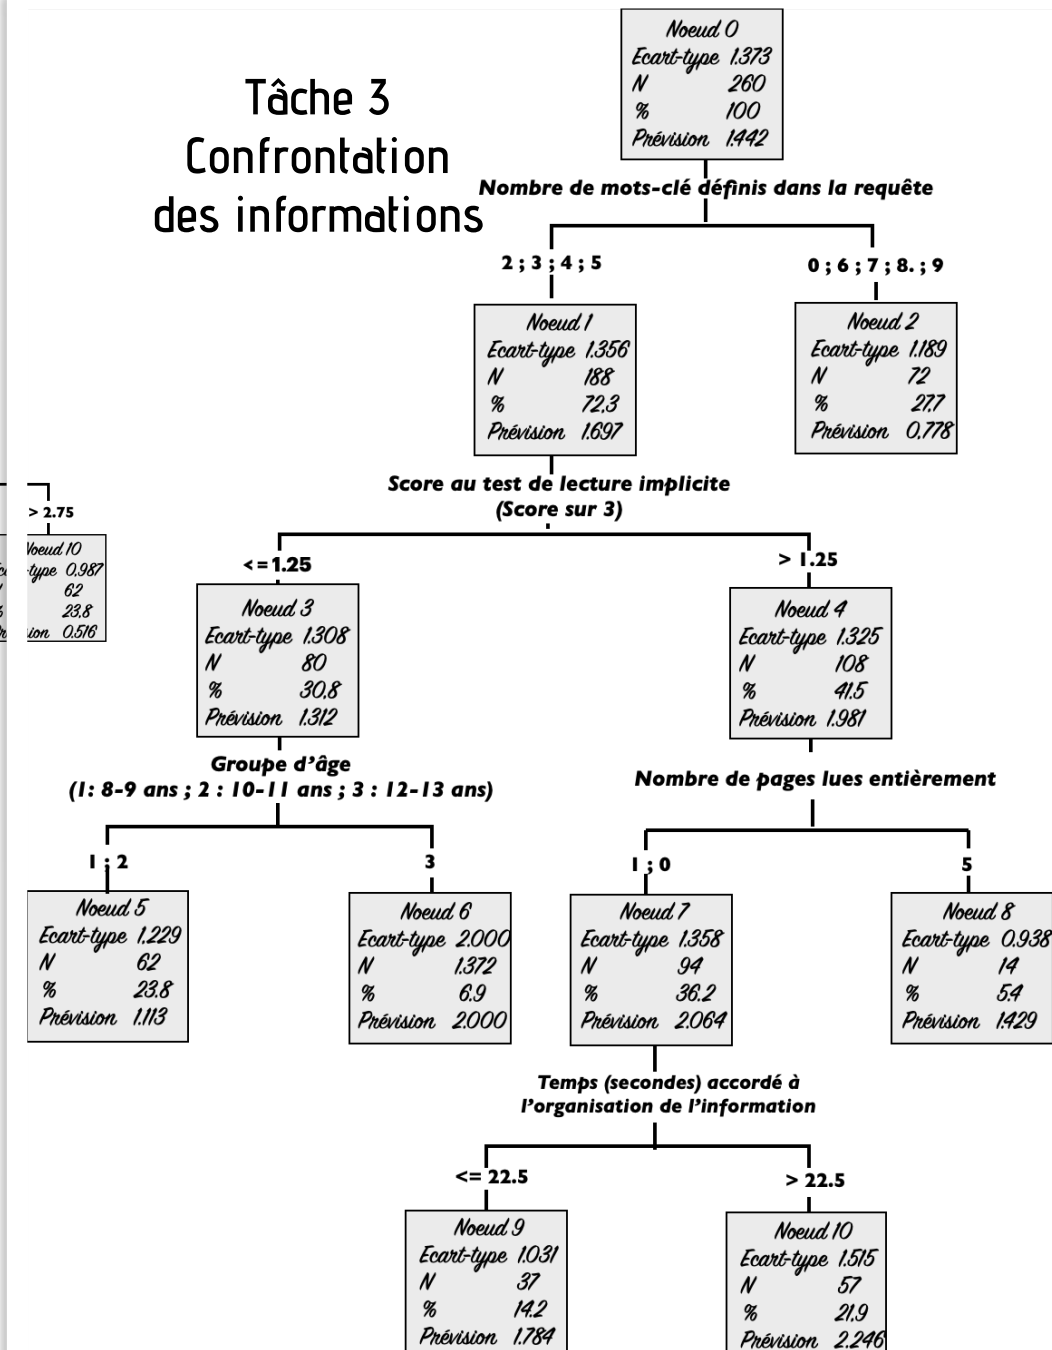 Tâche 3
Confrontation
des informations
Noeud 0
Ecart-type 1.373
N 260
% 100
Prévision 1.442
Nombre de mots-clé définis dans la requête
2 ; 3 ; 4 ; 5
0 ; 6 ; 7 ; 8. ; 9
Noeud 1
Ecart-type 1.356
N 188
% 72,3
Prévision 1.697
Noeud 2
Ecart-type 1.189
N 72
% 27,7
Prévision 0,778
Score au test de lecture implicite
(Score sur 3)
> 2.75
Noeud 10
-type 0,987
62
% 23,8
ion 0.516
<=1.25
> 1.25
Noeud 3
Ecart-type 1.308
N 80
% 30,8
Prévision 1.312
Noeud 4
Ecart-type 1.325
N 108
% 41.5
Prévision 1.981
Groupe d’âge
(1: 8-9 ans ; 2 : 10-11 ans ; 3 : 12-13 ans)
Nombre de pages lues entièrement
1 ; 2
3
1 ; 0
5
Noeud 5
Ecart-type 1.229
N 62
% 23.8
Prévision 1.113
Noeud 6
Ecart-type 2.000
N 1.372
% 6.9
Prévision 2.000
Noeud 7
Ecart-type 1.358
N 94
% 36.2
Prévision 2.064
Noeud 8
Ecart-type 0.938
N 14
% 5.4
Prévision 1.429
Temps (secondes) accordé à
l’organisation de l’information
<= 22.5
> 22.5
Noeud 9
Ecart-type 1.031
N 37
% 14.2
Prévision 1.784
Noeud 10
Ecart-type 1.515
N 57
% 21.9
Prévision 2.246